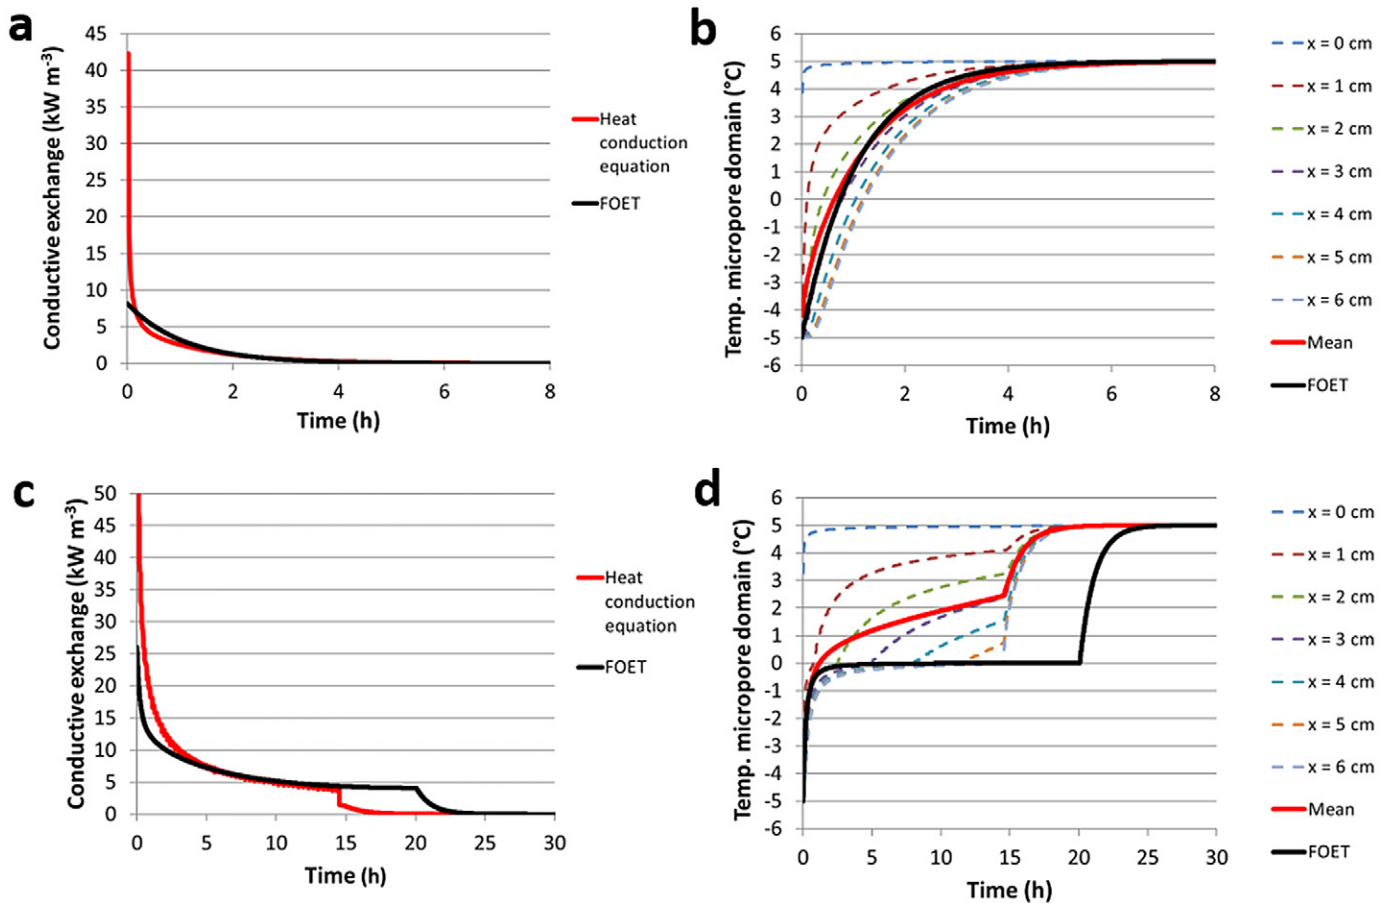 a
45
40
35
30
25
20
15
10
5
0
Conductive exchange (kW m⁻³)
0 2 4 6 8
Time (h)
Heat
conduction
equation
FOET
b
6
5
4
3
2
1
0
-1
-2
-3
-4
-5
-6
Temp. micropore domain (°C)
0 2 4 6 8
Time (h)
x = 0 cm
x = 1 cm
x = 2 cm
x = 3 cm
x = 4 cm
x = 5 cm
x = 6 cm
Mean
FOET
c
50
45
40
35
30
25
20
15
10
5
0
Conductive exchange (kW m⁻³)
0 5 10 15 20 25 30
Time (h)
Heat
conduction
equation
FOET
d
6
5
4
3
2
1
0
-1
-2
-3
-4
-5
-6
Temp. micropore domain (°C)
0 5 10 15 20 25 30
Time (h)
x = 0 cm
x = 1 cm
x = 2 cm
x = 3 cm
x = 4 cm
x = 5 cm
x = 6 cm
Mean
FOET